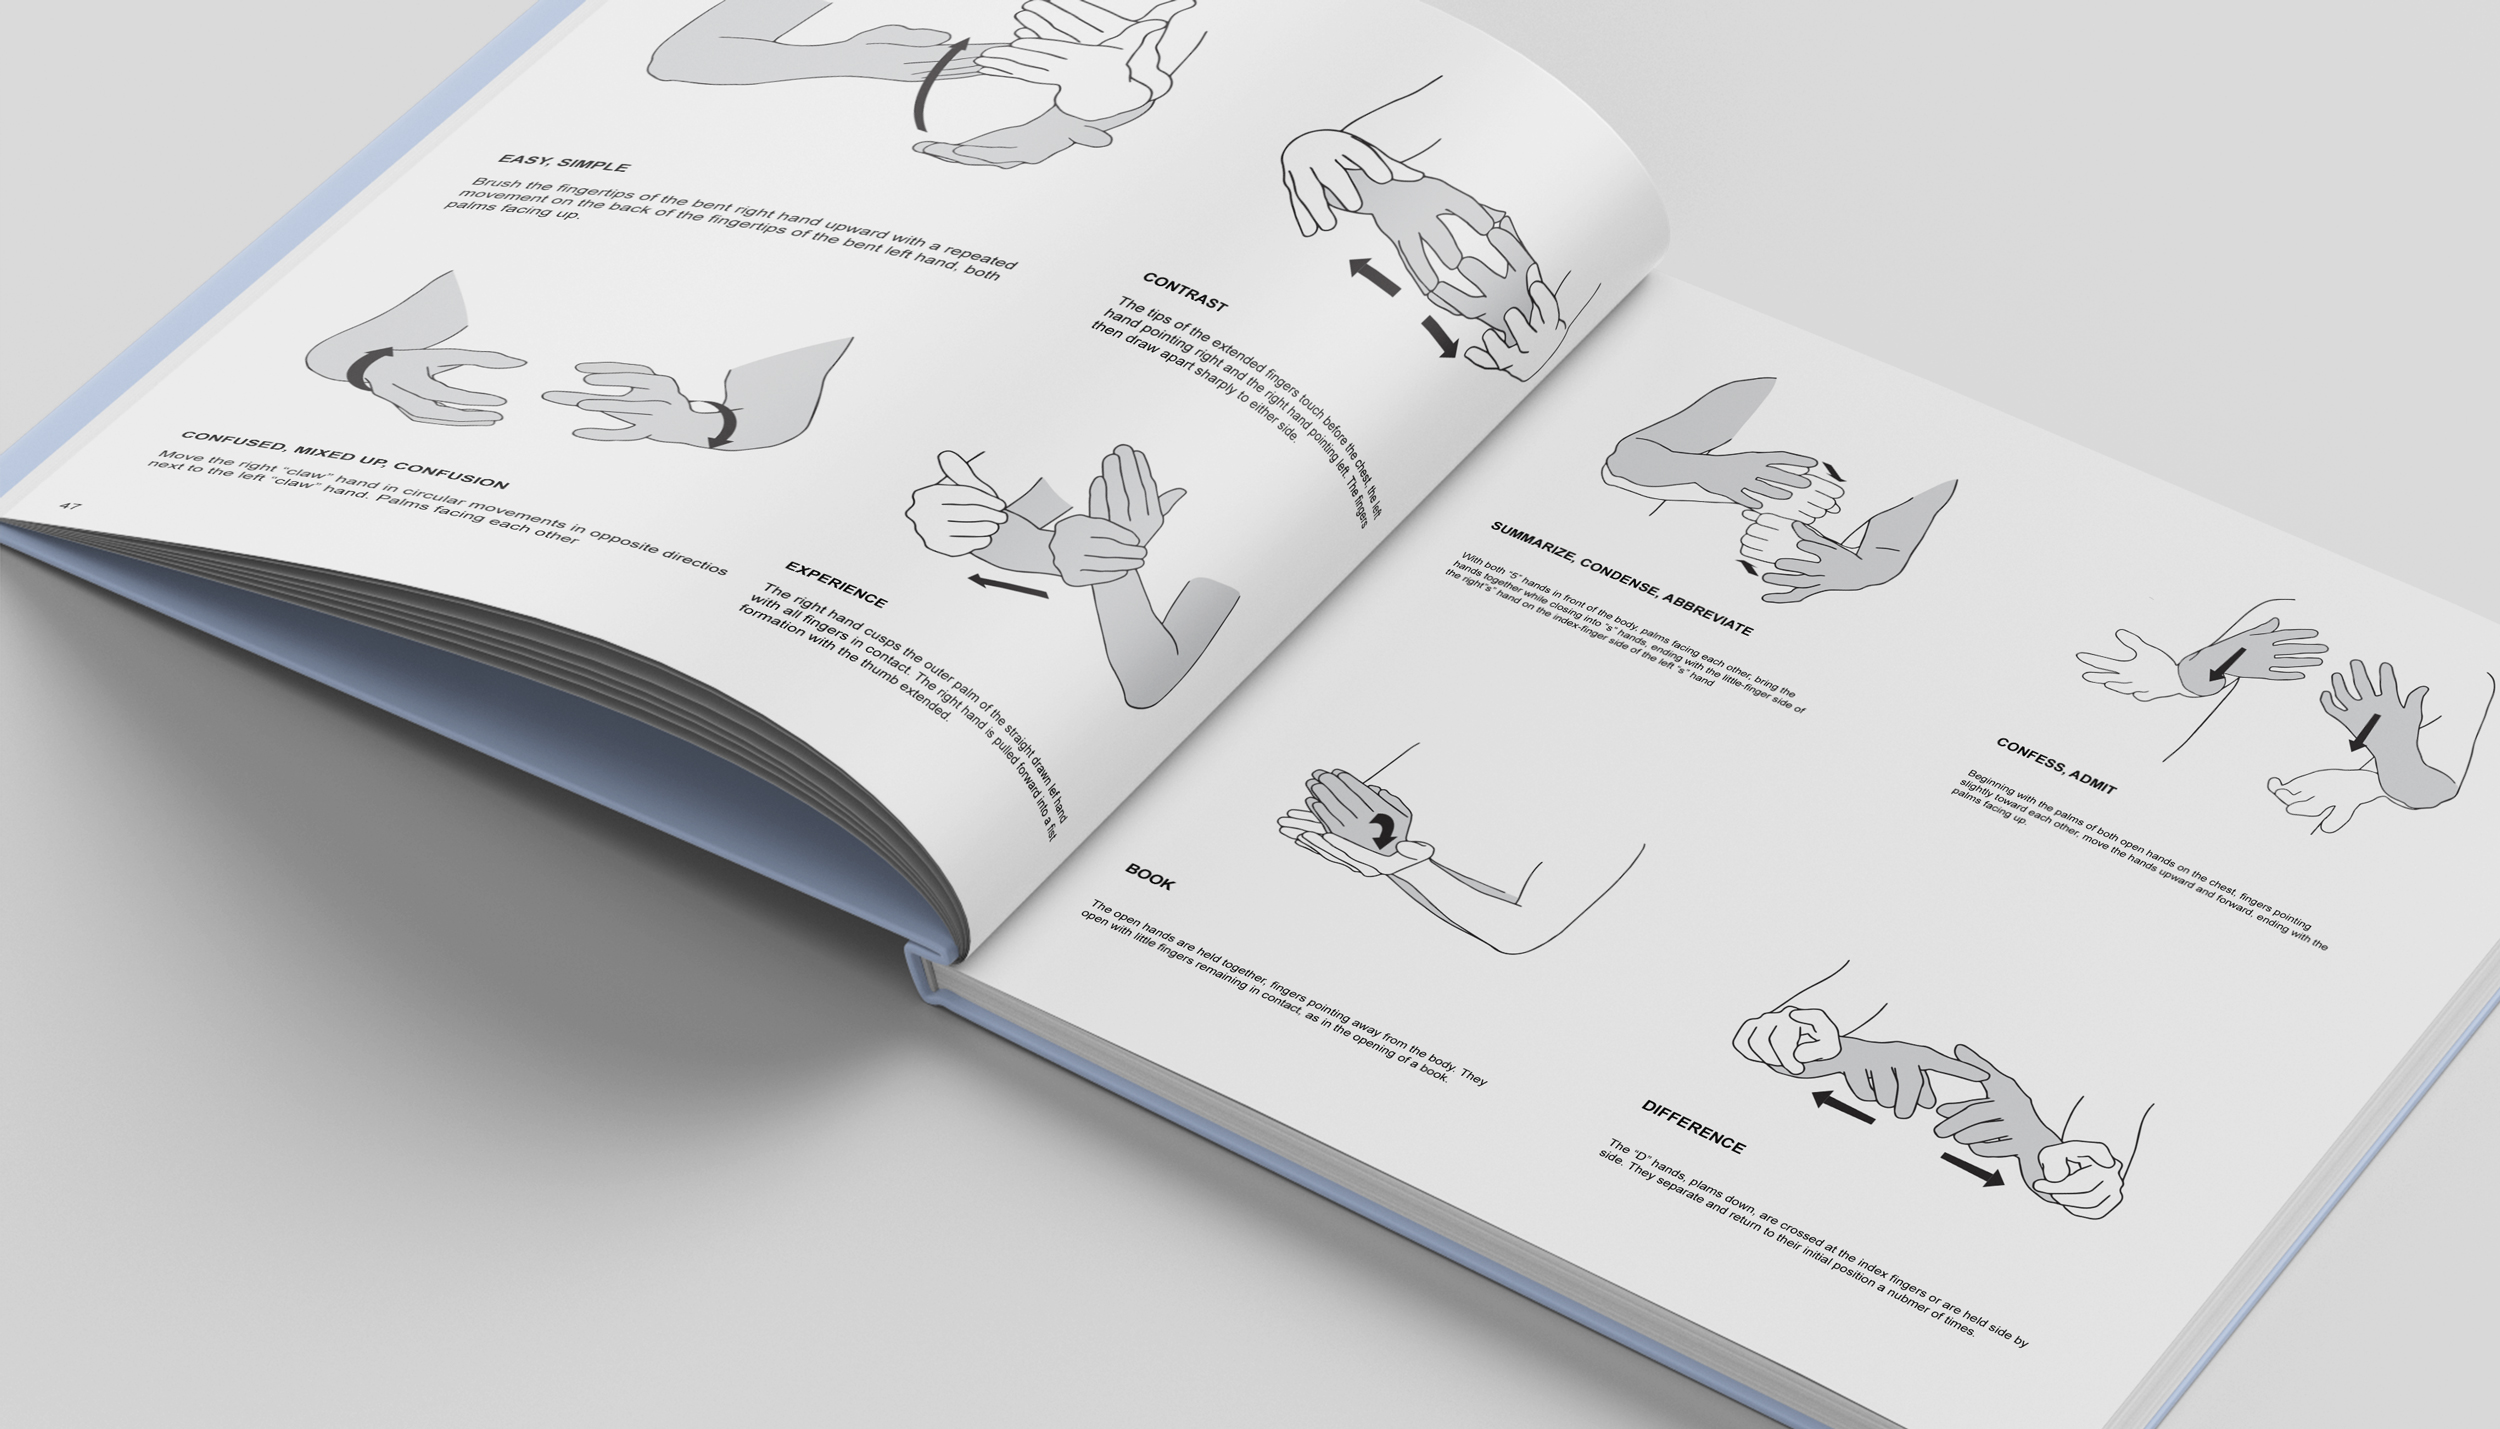 EASY, SIMPLE
Brush the fingertips of the bent right hand upward with a repeated
movement on the back of the fingertips of the bent left hand, both
palms facing up.
CONTRAST
The tips of the extended fingers touch before the chest, the left
hand pointing right and the right hand pointing left. The fingers
then draw apart sharply to either side.
CONFUSED, MIXED UP, CONFUSION
Move the right “claw” hand in circular movements in opposite directios
next to the left “claw” hand. Palms facing each other
47
EXPERIENCE
The right hand cusps the outer palm of the straight drawn lef hand
with all fingers in contact. The right hand is pulled forward into a fist
formation with the thumb extended.
SUMMARIZE, CONDENSE, ABBREVIATE
With both “5” hands in front of the body, palms facing each other, bring the
hands together while closing into “s” hands, ending with the little-finger side of
the right“s” hand on the index-finger side of the left “s” hand
CONFESS, ADMIT
Beginning with the palms of both open hands on the chest, fingers pointing
slightly toward each other, move the hands upward and forward, ending with the
palms facing up.
BOOK
The open hands are held together, fingers pointing away from the body. They
open with little fingers remaining in contact, as in the opening of a book.
DIFFERENCE
The “D” hands, plams down, are crossed at the index fingers or are held side by
side. They separate and return to their initial position a nubmer of times.